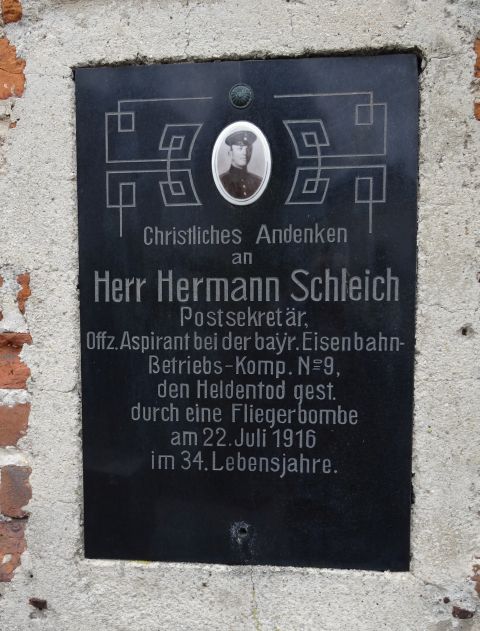 Christliches Andenken
an
Herr Hermann Schleich
Postsekretär,
Offz. Aspirant bei der bayr. Eisenbahn-
Betriebs-Komp. No 9,
den Heldentod gest.
durch eine Fliegerbombe
am 22. Juli 1916
im 34. Lebensjahre.